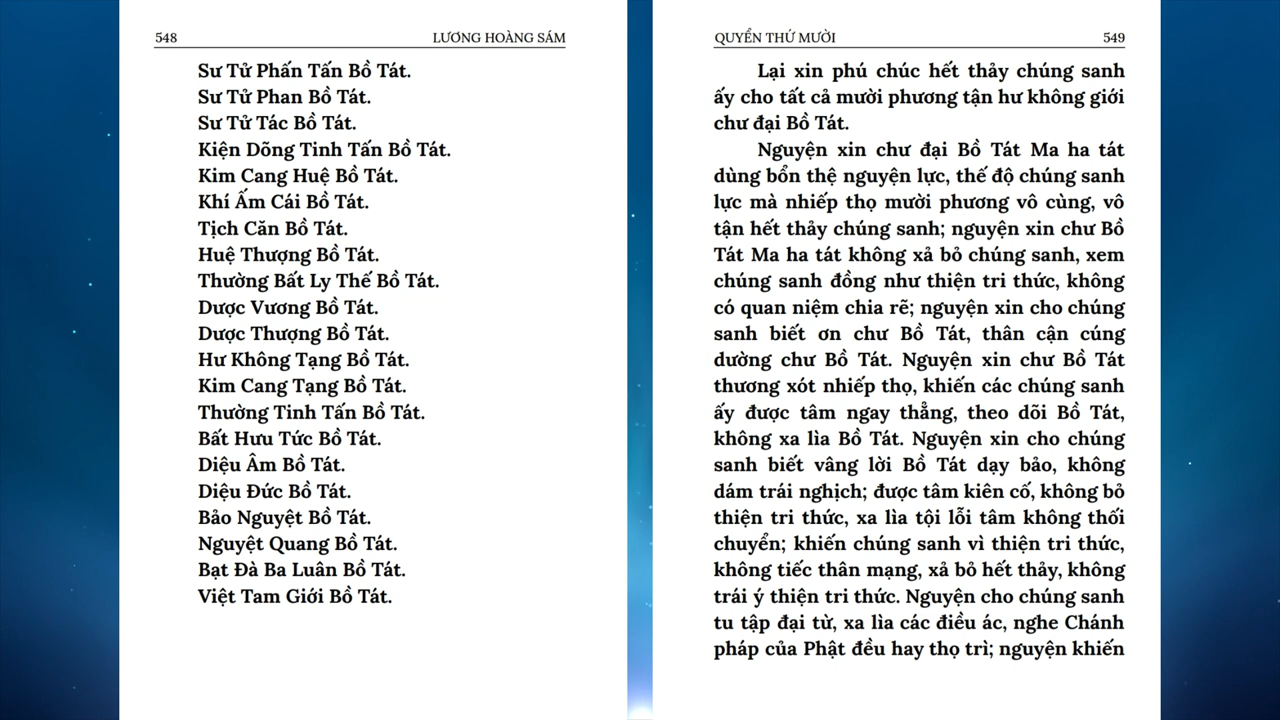 548
LƯƠNG HOÀNG SÁM
Sư Tử Phấn Tấn Bồ Tát.
Sư Tử Phan Bồ Tát.
Sư Tử Tác Bồ Tát.
Kiện Dõng Tinh Tấn Bồ Tát.
Kim Cang Huệ Bồ Tát.
Khí Ấm Cái Bồ Tát.
Tịch Căn Bồ Tát.
Huệ Thượng Bồ Tát.
Thường Bất Ly Thế Bồ Tát.
Dược Vương Bồ Tát.
Dược Thượng Bồ Tát.
Hư Không Tạng Bồ Tát.
Kim Cang Tạng Bồ Tát.
Thường Tinh Tấn Bồ Tát.
Bất Hưu Tức Bồ Tát.
Diệu Âm Bồ Tát.
Diệu Đức Bồ Tát.
Bảo Nguyệt Bồ Tát.
Nguyệt Quang Bồ Tát.
Bạt Đà Ba Luân Bồ Tát.
Việt Tam Giới Bồ Tát.
QUYỂN THỨ MƯỜI
549
Lại xin phú chúc hết thảy chúng sanh
ấy cho tất cả mười phương tận hư không giới
chư đại Bồ Tát.
Nguyện xin chư đại Bồ Tát Ma ha tát
dùng bổn thệ nguyện lực, thế độ chúng sanh
lực mà nhiếp thọ mười phương vô cùng, vô
tận hết thảy chúng sanh; nguyện xin chư Bồ
Tát Ma ha tát không xả bỏ chúng sanh, xem
chúng sanh đồng như thiện tri thức, không
có quan niệm chia rẽ; nguyện xin cho chúng
sanh biết ơn chư Bồ Tát, thân cận cúng
dường chư Bồ Tát. Nguyện xin chư Bồ Tát
thương xót nhiếp thọ, khiến các chúng sanh
ấy được tâm ngay thẳng, theo dõi Bồ Tát,
không xa lìa Bồ Tát. Nguyện xin cho chúng
sanh biết vâng lời Bồ Tát dạy bảo, không
dám trái nghịch; được tâm kiên cố, không bỏ
thiện tri thức, xa lìa tội lỗi tâm không thối
chuyển; khiến chúng sanh vì thiện tri thức,
không tiếc thân mạng, xả bỏ hết thảy, không
trái ý thiện tri thức. Nguyện cho chúng sanh
tu tập đại từ, xa lìa các điều ác, nghe Chánh
pháp của Phật đều hay thọ trì; nguyện khiến